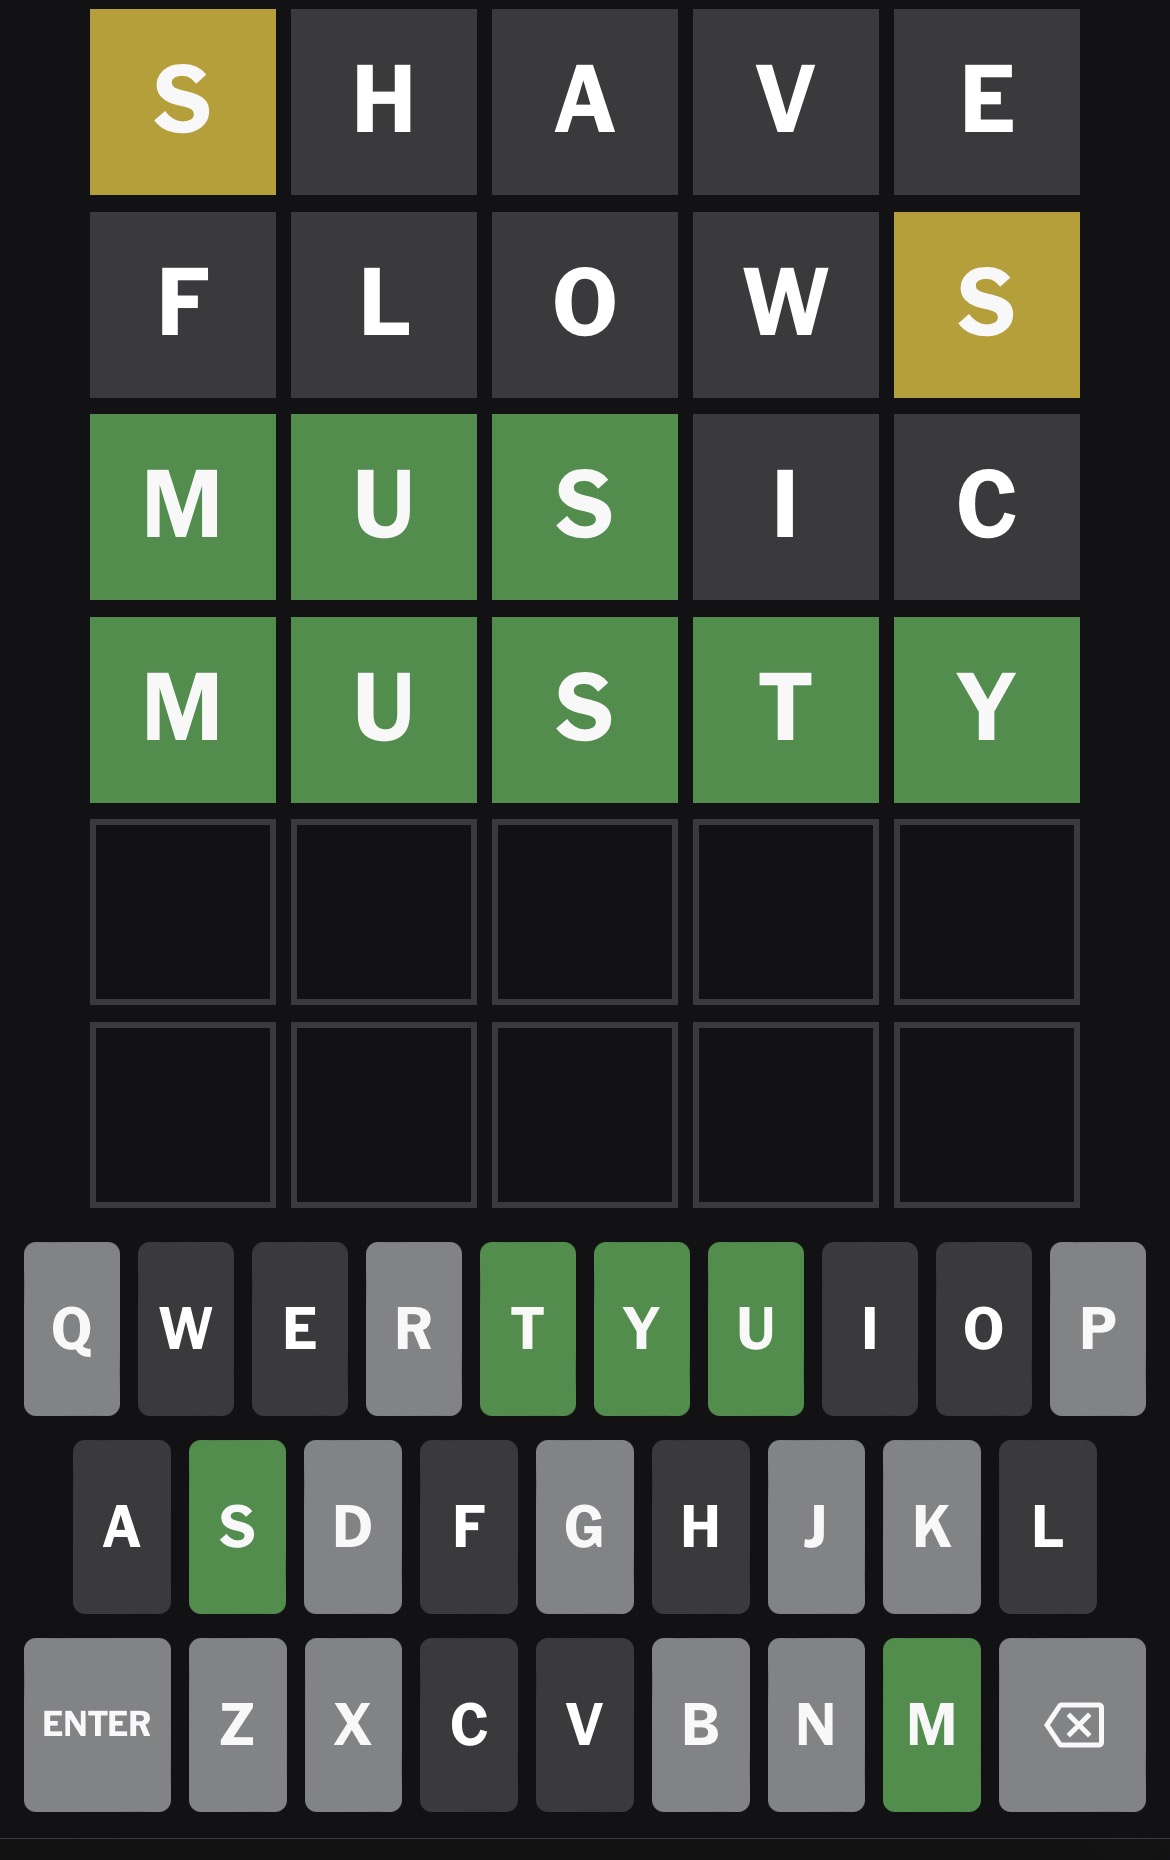 S H A V E
F L O W S
M U S I C
M U S T Y
Q W E R T Y U I O P
A S D F G H J K L
ENTER Z X C V B N M